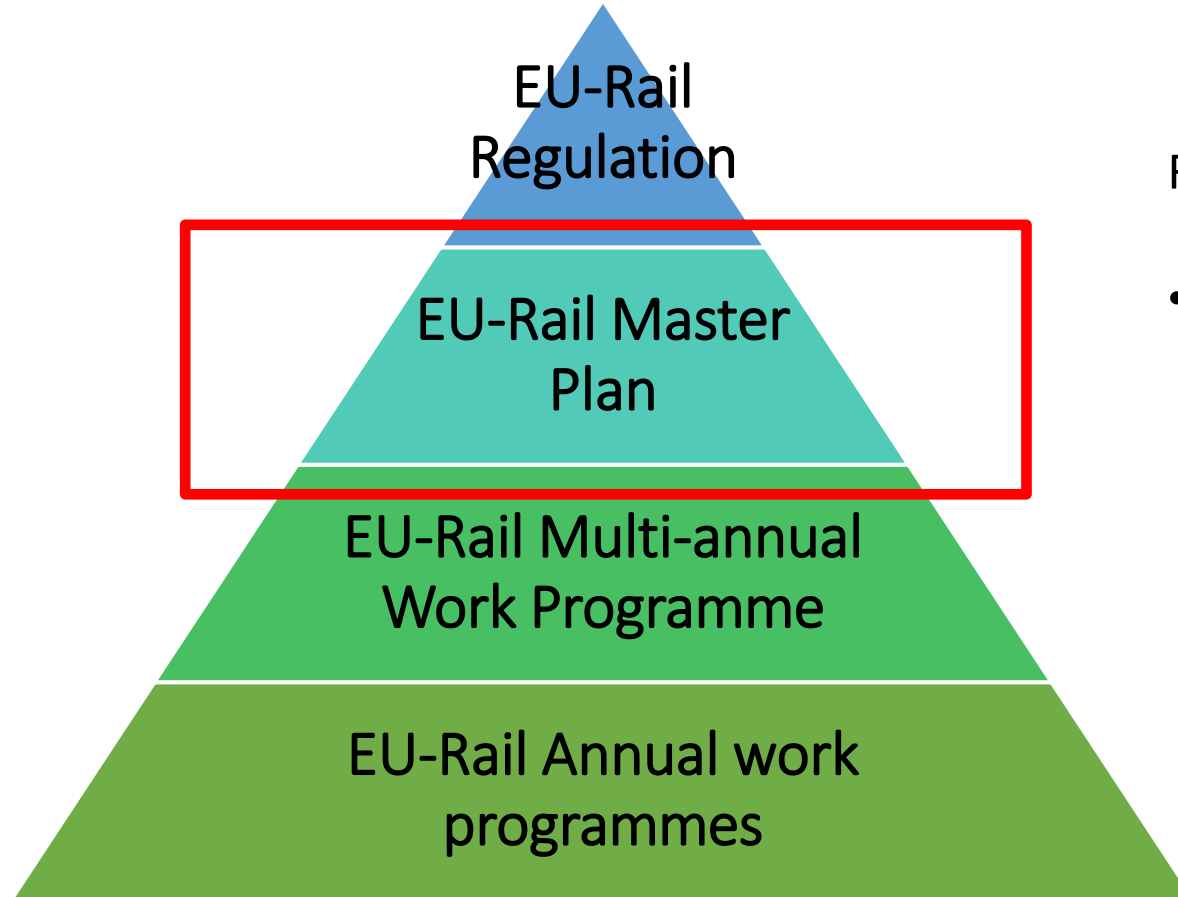 EU-Rail
Regulation
EU-Rail Master
Plan
EU-Rail Multi-annual
Work Programme
EU-Rail Annual work
programmes